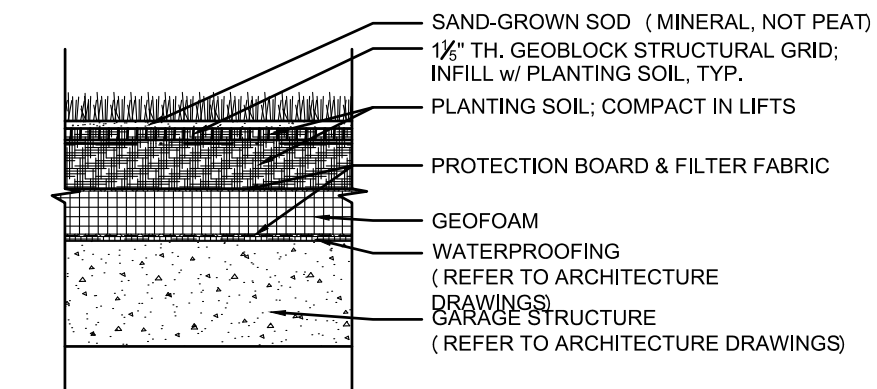 SAND-GROWN SOD (MINERAL, NOT PEAT)
1⅕" TH. GEOBLOCK STRUCTURAL GRID;
INFILL w/ PLANTING SOIL, TYP.
PLANTING SOIL; COMPACT IN LIFTS
PROTECTION BOARD & FILTER FABRIC
GEOFOAM
WATERPROOFING
(REFER TO ARCHITECTURE
DRAWINGS)
GARAGE STRUCTURE
(REFER TO ARCHITECTURE DRAWINGS)